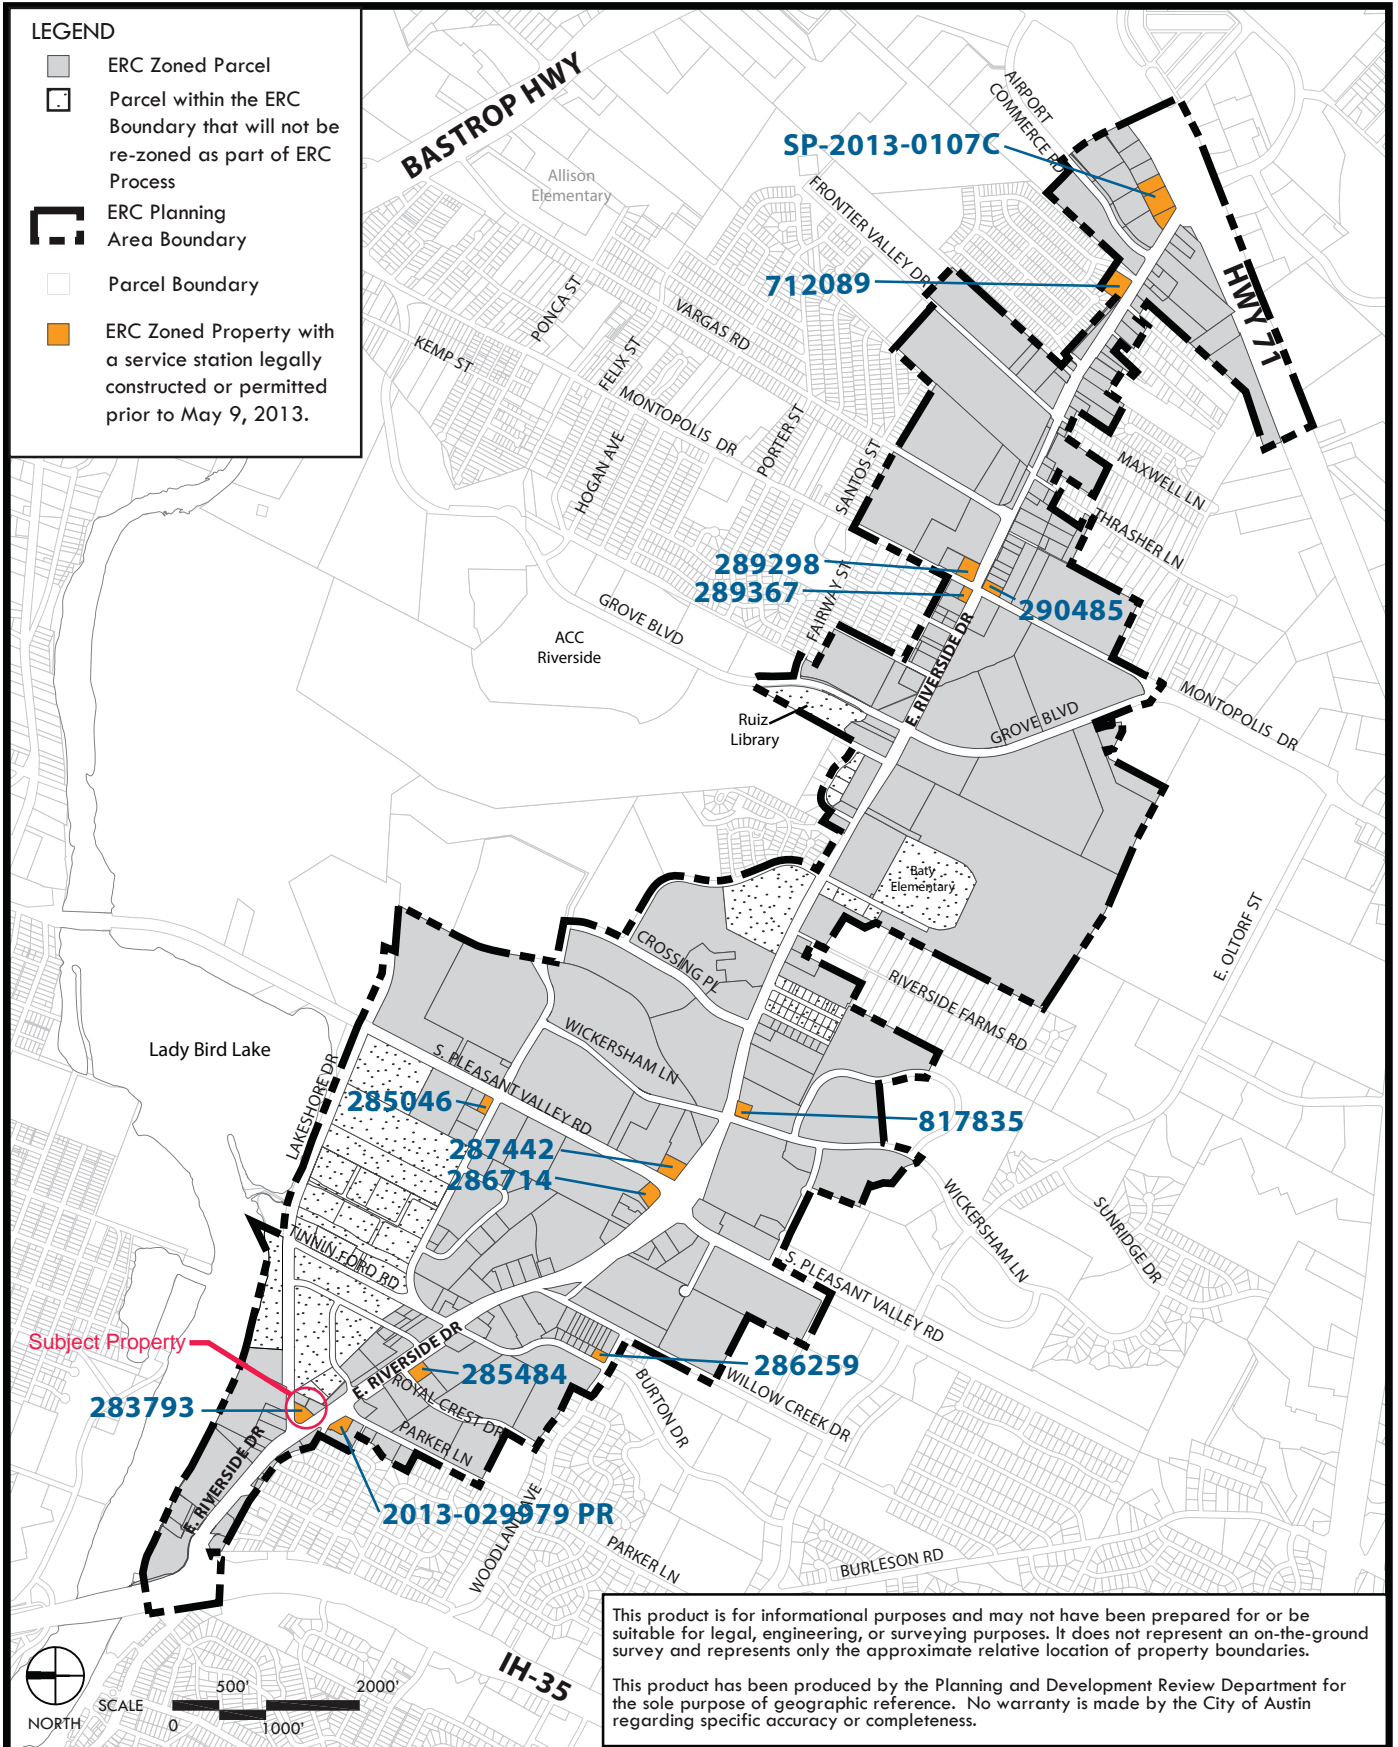 LEGEND
ERC Zoned Parcel
Parcel within the ERC
Boundary that will not be
re-zoned as part of ERC
Process
ERC Planning
Area Boundary
Parcel Boundary
ERC Zoned Property with
a service station legally
constructed or permitted
prior to May 9, 2013.
BASTROP HWY
AIRPORT
COMMERCE RD
SP-2013-0107C
Allison
Elementary
FRONTIER VALLEY DR
712089
HWY 71
PONCA ST
VARGAS RD
KEMP ST
FELIX ST
MONTOPOLIS DR
PORTER ST
HOGAN AVE
SANTOS ST
MAXWELL LN
THRASHER LN
289298
289367
290485
FAIRWAY ST
GROVE BLVD
ACC
Riverside
E. RIVERSIDE DR
MONTOPOLIS DR
Ruiz
Library
GROVE BLVD
Baty
Elementary
E. OLTORF ST
CROSSING PL
RIVERSIDE FARMS RD
WICKERSHAM LN
Lady Bird Lake
LAKESHORE DR
S. PLEASANT VALLEY RD
285046
817835
287442
286714
WICKERSHAM LN
SUNRIDGE DR
TINNIN FORD RD
S. PLEASANT VALLEY RD
Subject Property
E. RIVERSIDE DR
285484
286259
283793
ROYAL CREST DR
BURTON DR
WILLOW CREEK DR
PARKER LN
E. RIVERSIDE DR
2013-029979 PR
WOODLAND AVE
PARKER LN
BURLESON RD
IH-35
NORTH
SCALE
500'
2000'
0
1000'
This product is for informational purposes and may not have been prepared for or be
suitable for legal, engineering, or surveying purposes. It does not represent an on-the-ground
survey and represents only the approximate relative location of property boundaries.
This product has been produced by the Planning and Development Review Department for
the sole purpose of geographic reference.  No warranty is made by the City of Austin
regarding specific accuracy or completeness.